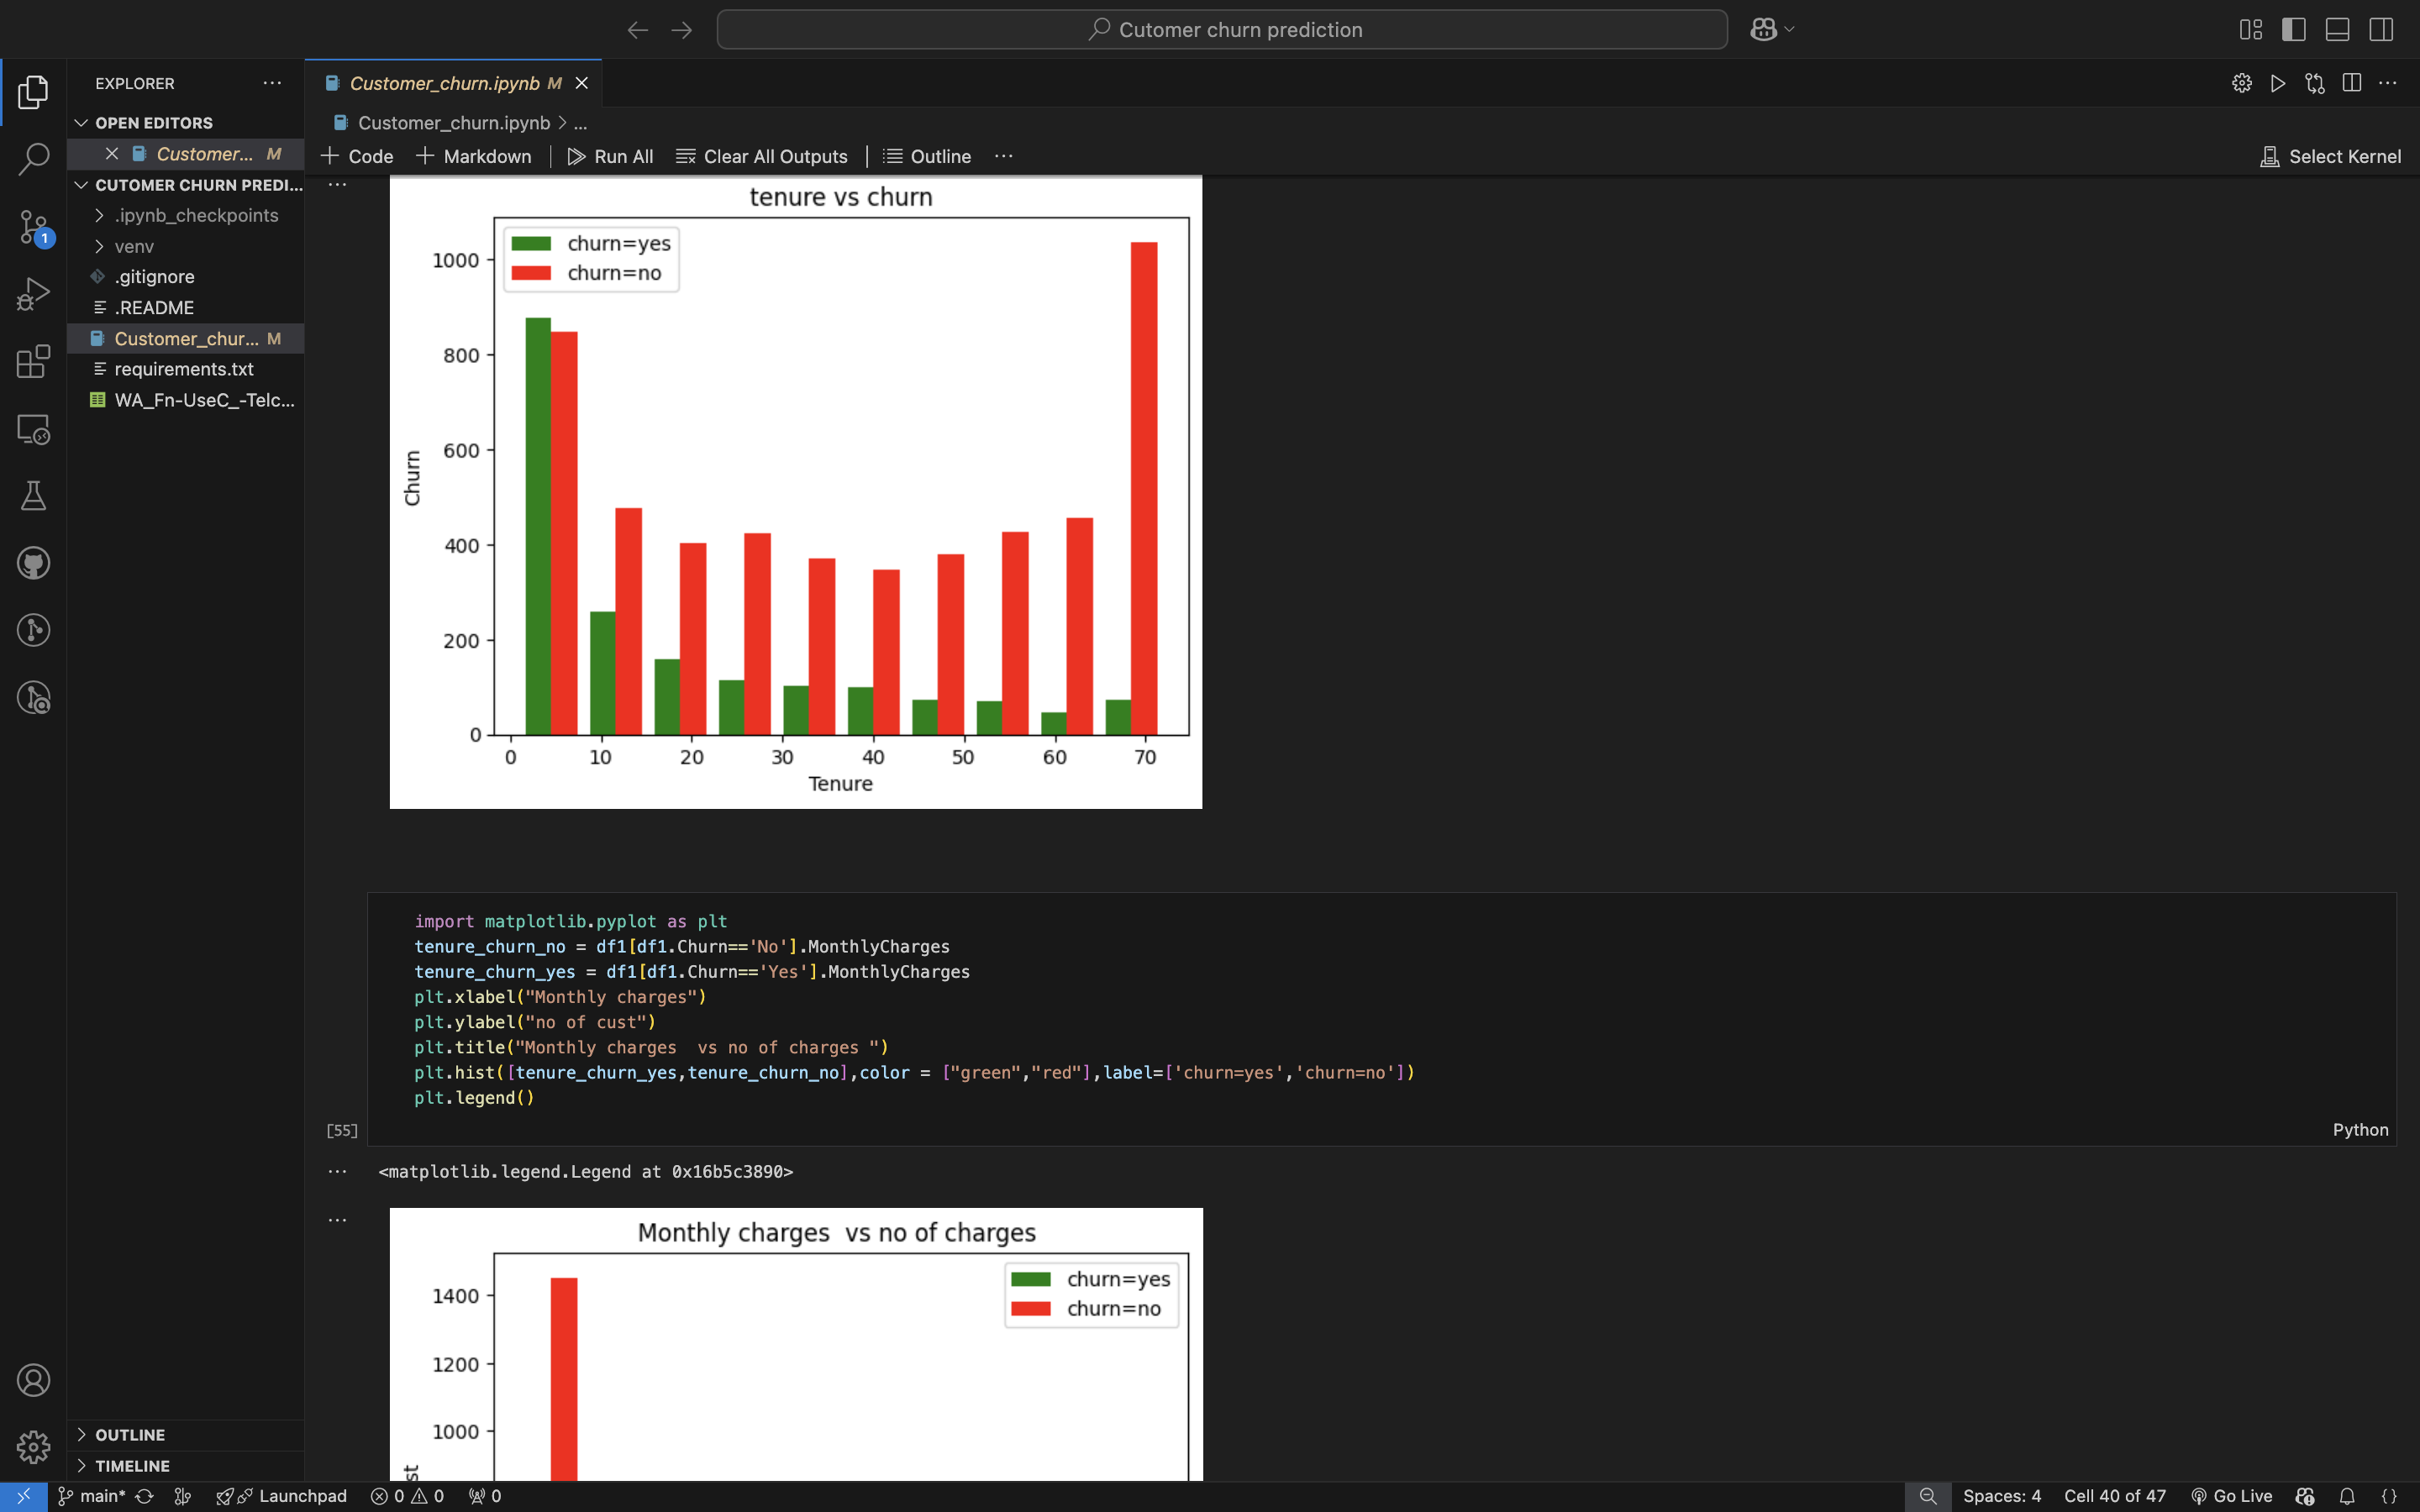 Cutomer churn prediction
EXPLORER
OPEN EDITORS
Customer... M
CUTOMER CHURN PREDI...
.ipynb_checkpoints
venv
.gitignore
.README
Customer_chur... M
requirements.txt
WA_Fn-UseC_-Telc...
OUTLINE
TIMELINE
1
Customer_churn.ipynb M
Customer_churn.ipynb > ...
Code Markdown Run All Clear All Outputs Outline ...
Select Kernel
tenure vs churn
churn=yes
churn=no
1000
800
600
400
200
0
Churn
0 10 20 30 40 50 60 70
Tenure
import matplotlib.pyplot as plt
tenure_churn_no = df1[df1.Churn=='No'].MonthlyCharges
tenure_churn_yes = df1[df1.Churn=='Yes'].MonthlyCharges
plt.xlabel("Monthly charges")
plt.ylabel("no of cust")
plt.title("Monthly charges  vs no of charges ")
plt.hist([tenure_churn_yes,tenure_churn_no],color = ["green","red"],label=['churn=yes','churn=no'])
plt.legend()
[55]
Python
<matplotlib.legend.Legend at 0x16b5c3890>
Monthly charges  vs no of charges
churn=yes
churn=no
1400
1200
1000
st
main* Launchpad 0 0 0
Spaces: 4 Cell 40 of 47 Go Live {}